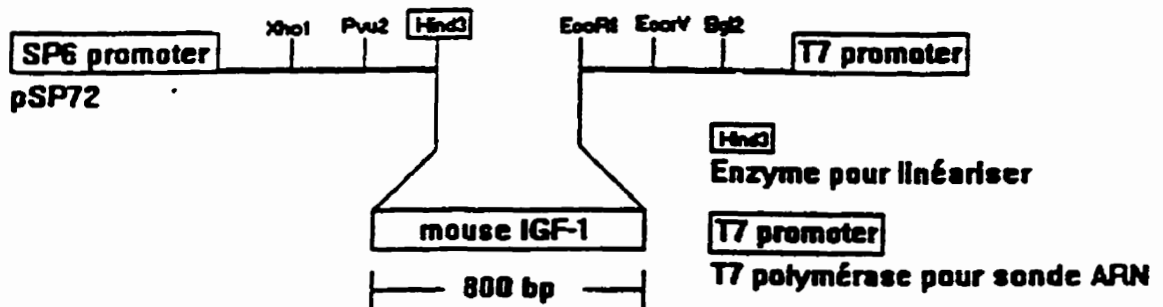 Xho1 Pvu2 Hind3 EcoR1 EcorV Bgl2
SP6 promoter T7 promoter
pSP72
Hind3
Enzyme pour linéariser
mouse IGF-1 T7 promoter
800 bp T7 polymérase pour sonde ARN